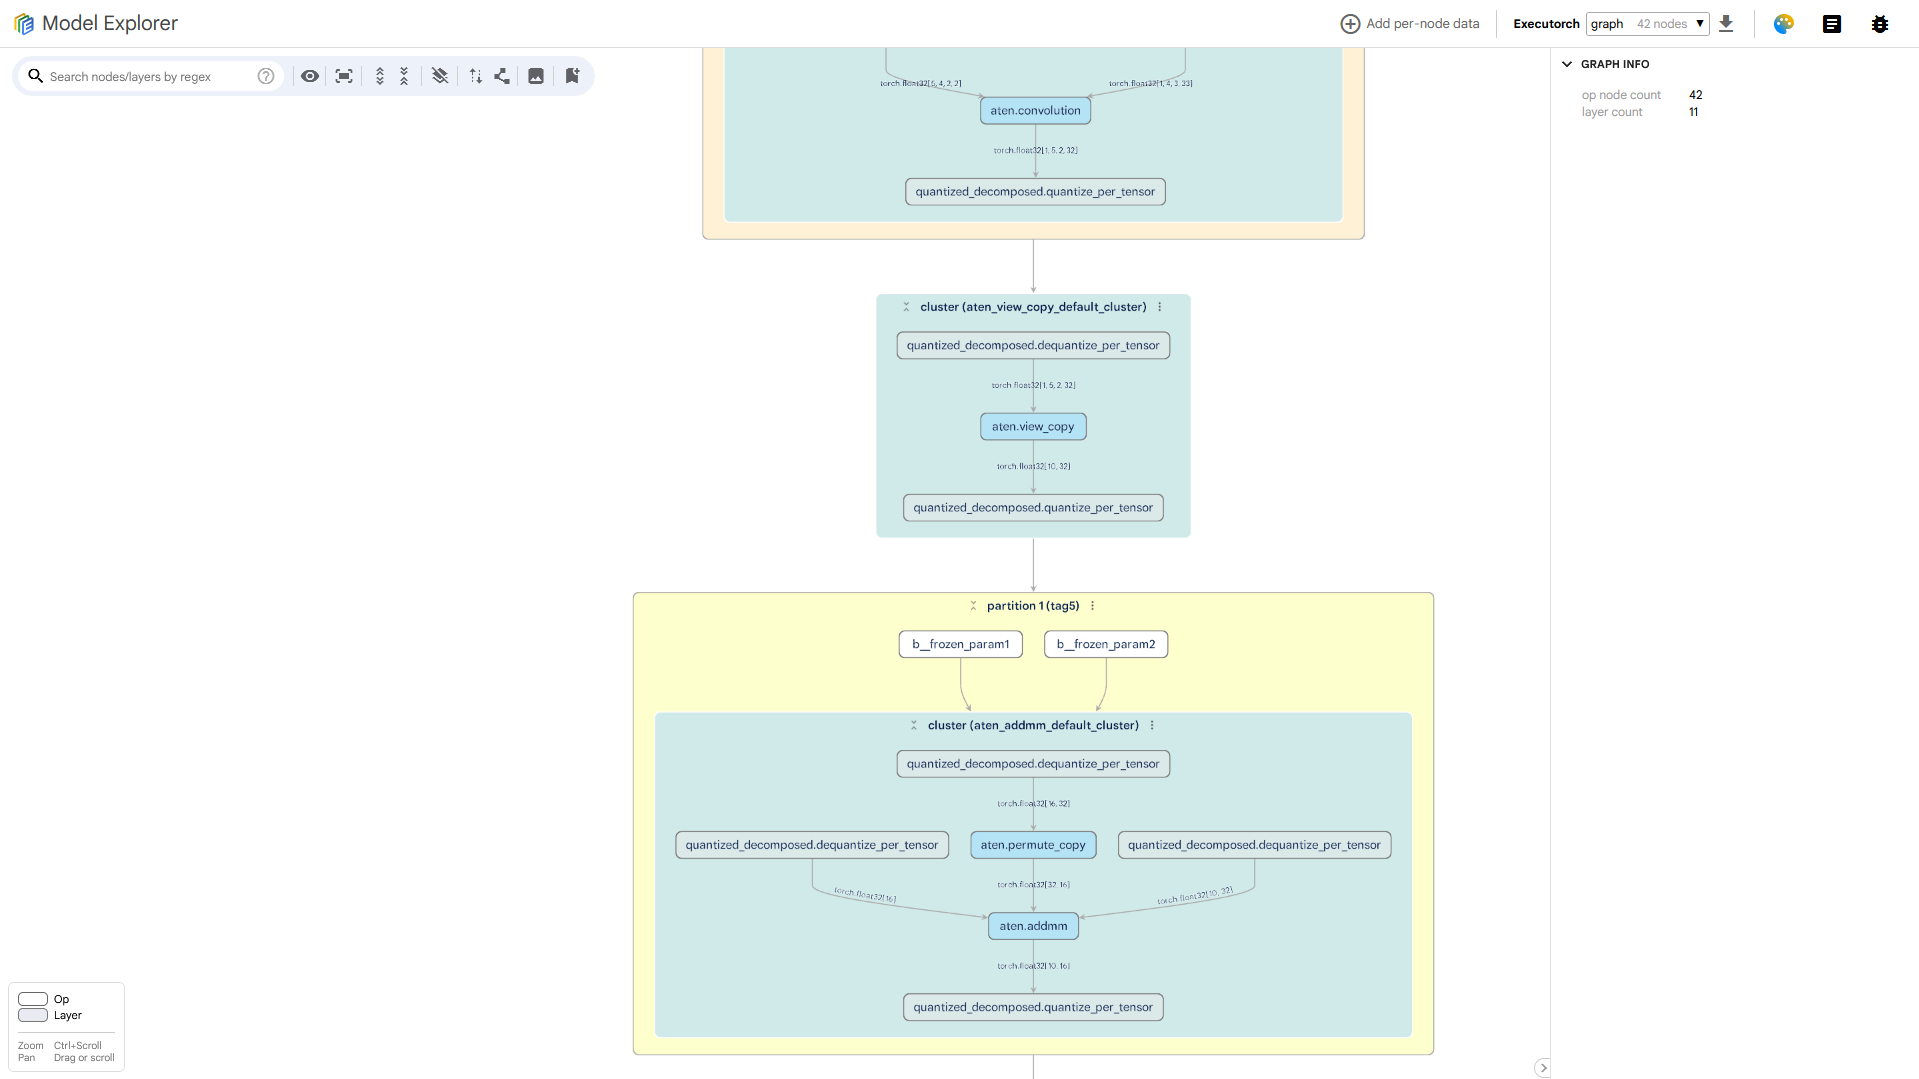 Model Explorer
Add per-node data
Executorch
graph 42 nodes
Search nodes/layers by regex
GRAPH INFO
op node count 42
layer count 11
torch.float32[5, 4, 2, 2] torch.float32[1, 4, 3, 33]
aten.convolution
torch.float32[1, 5, 2, 32]
quantized_decomposed.quantize_per_tensor
cluster (aten_view_copy_default_cluster)
quantized_decomposed.dequantize_per_tensor
torch.float32[1, 5, 2, 32]
aten.view_copy
torch.float32[10, 32]
quantized_decomposed.quantize_per_tensor
partition 1 (tag5)
b__frozen_param1 b__frozen_param2
cluster (aten_addmm_default_cluster)
quantized_decomposed.dequantize_per_tensor
torch.float32[16, 32]
quantized_decomposed.dequantize_per_tensor aten.permute_copy quantized_decomposed.dequantize_per_tensor
torch.float32[16] torch.float32[32, 16] torch.float32[10, 32]
aten.addmm
torch.float32[10, 16]
quantized_decomposed.quantize_per_tensor
Op
Layer
Zoom Ctrl+Scroll
Pan Drag or scroll